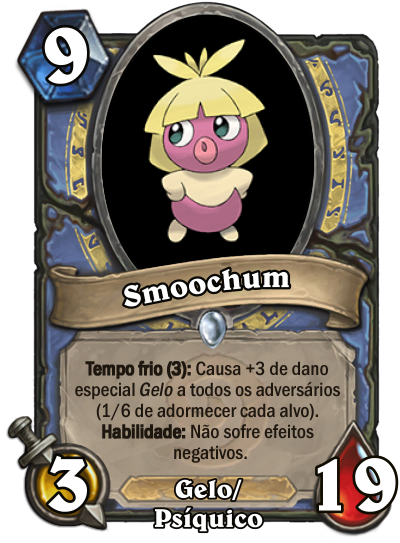 9
Smoochum
Tempo frio (3): Causa +3 de dano
especial Gelo a todos os adversários
(1/6 de adormecer cada alvo).
Habilidade: Não sofre efeitos
negativos.
3
Gelo/
Psíquico
19